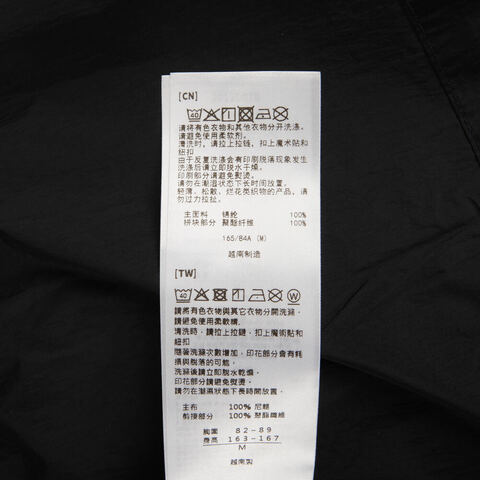 [CN]
40
请将有色衣物和其他衣物分开洗涤。
请避免使用柔软剂。
清洗时，请拉上拉链，扣上魔术贴和
纽扣
由于反复洗涤会有印刷脱落现象发生
洗涤后请立即脱水干燥。
印刷部分请避免熨烫。
请勿在潮湿状态下长时间放置。
轻薄、松散、烂花类织物的产品，请
勿过力拉扯。
主面料 锦纶 100%
拼块部分 聚酯纤维 100%
165/84A (M)
越南制造
[TW]
40
W
請將有色衣物與其它衣物分開洗滌。
請避免使用柔軟精.
清洗時，請拉上拉鏈，扣上魔術貼和
纽扣
隨著洗滌次數增加，印花部分會有耗
損與脱落的可能。
洗滌後請立即脱水乾燥。
印花部分請避免熨燙。
請勿在潮濕狀態下長時間放置.
主布 100% 尼龍
剪接部分 100% 聚酯纖維
胸圍 82-89
身高 163-167
M
越南製